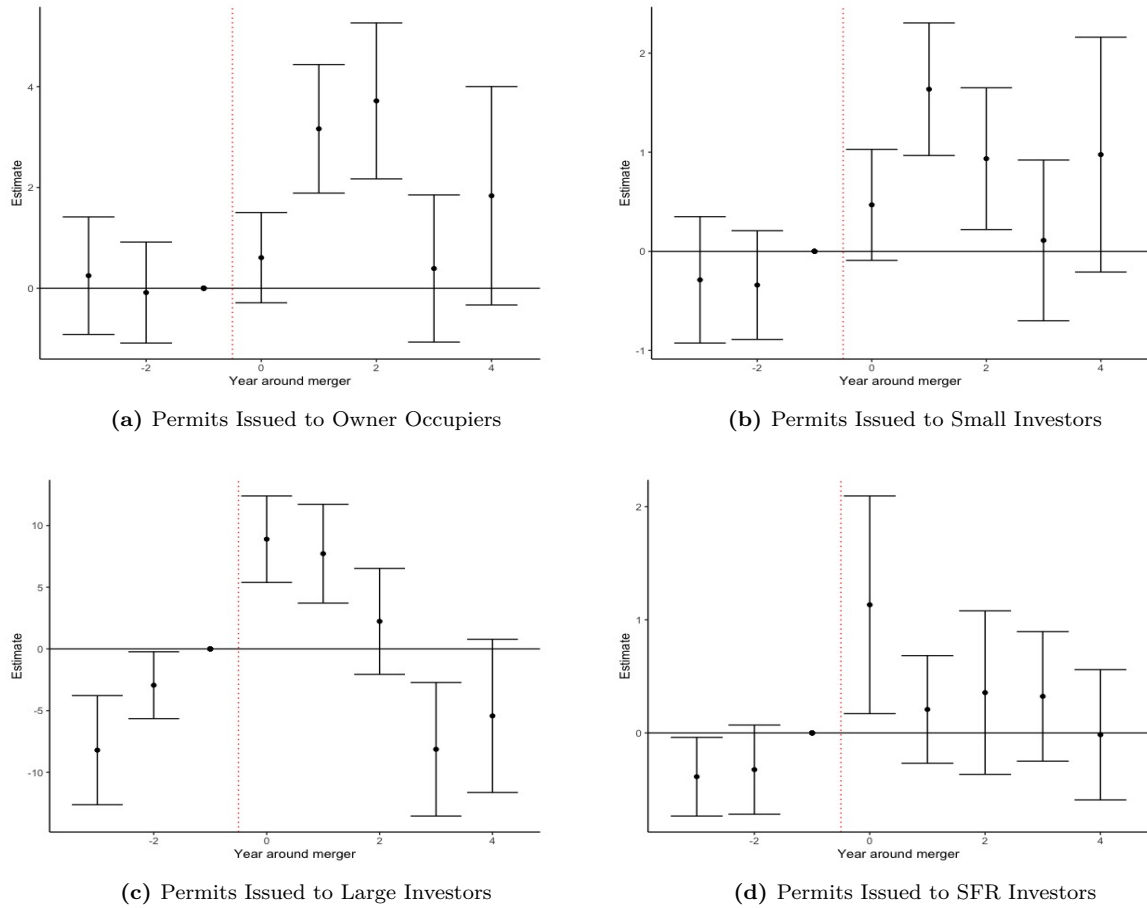 4
2
0
Estimate
-2
0
2
4
Year around merger
(a) Permits Issued to Owner Occupiers
2
1
0
-1
Estimate
-2
0
2
4
Year around merger
(b) Permits Issued to Small Investors
10
5
0
-5
-10
Estimate
-2
0
2
4
Year around merger
(c) Permits Issued to Large Investors
2
1
0
Estimate
-2
0
2
4
Year around merger
(d) Permits Issued to SFR Investors